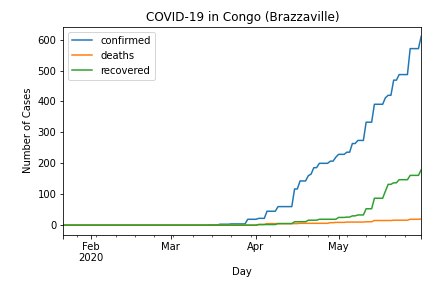 COVID-19 in Congo (Brazzaville)
confirmed
deaths
recovered
Number of Cases
600
500
400
300
200
100
0
Feb
2020
Mar
Apr
May
Day